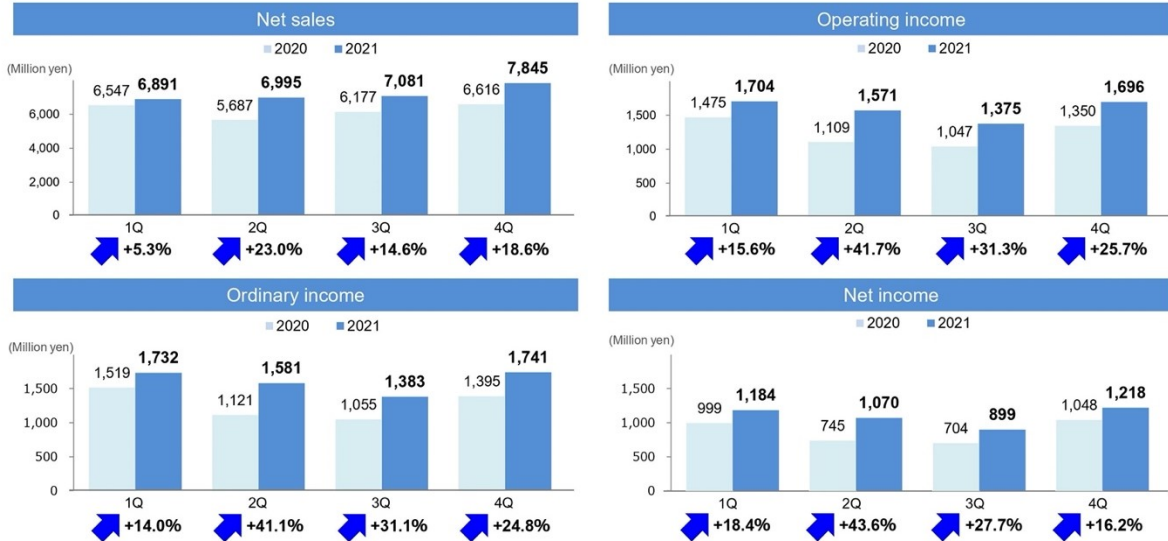 Net sales
2020 2021
(Million yen)
6,547 6,891 5,687 6,995 6,177 7,081 6,616 7,845
6,000
4,000
2,000
0
1Q 2Q 3Q 4Q
+5.3% +23.0% +14.6% +18.6%
Operating income
2020 2021
(Million yen)
1,475 1,704 1,109 1,571 1,047 1,375 1,350 1,696
1,500
1,000
500
0
1Q 2Q 3Q 4Q
+15.6% +41.7% +31.3% +25.7%
Ordinary income
2020 2021
(Million yen)
1,519 1,732 1,121 1,581 1,055 1,383 1,395 1,741
1,500
1,000
500
0
1Q 2Q 3Q 4Q
+14.0% +41.1% +31.1% +24.8%
Net income
2020 2021
(Million yen)
999 1,184 745 1,070 704 899 1,048 1,218
1,500
1,000
500
0
1Q 2Q 3Q 4Q
+18.4% +43.6% +27.7% +16.2%